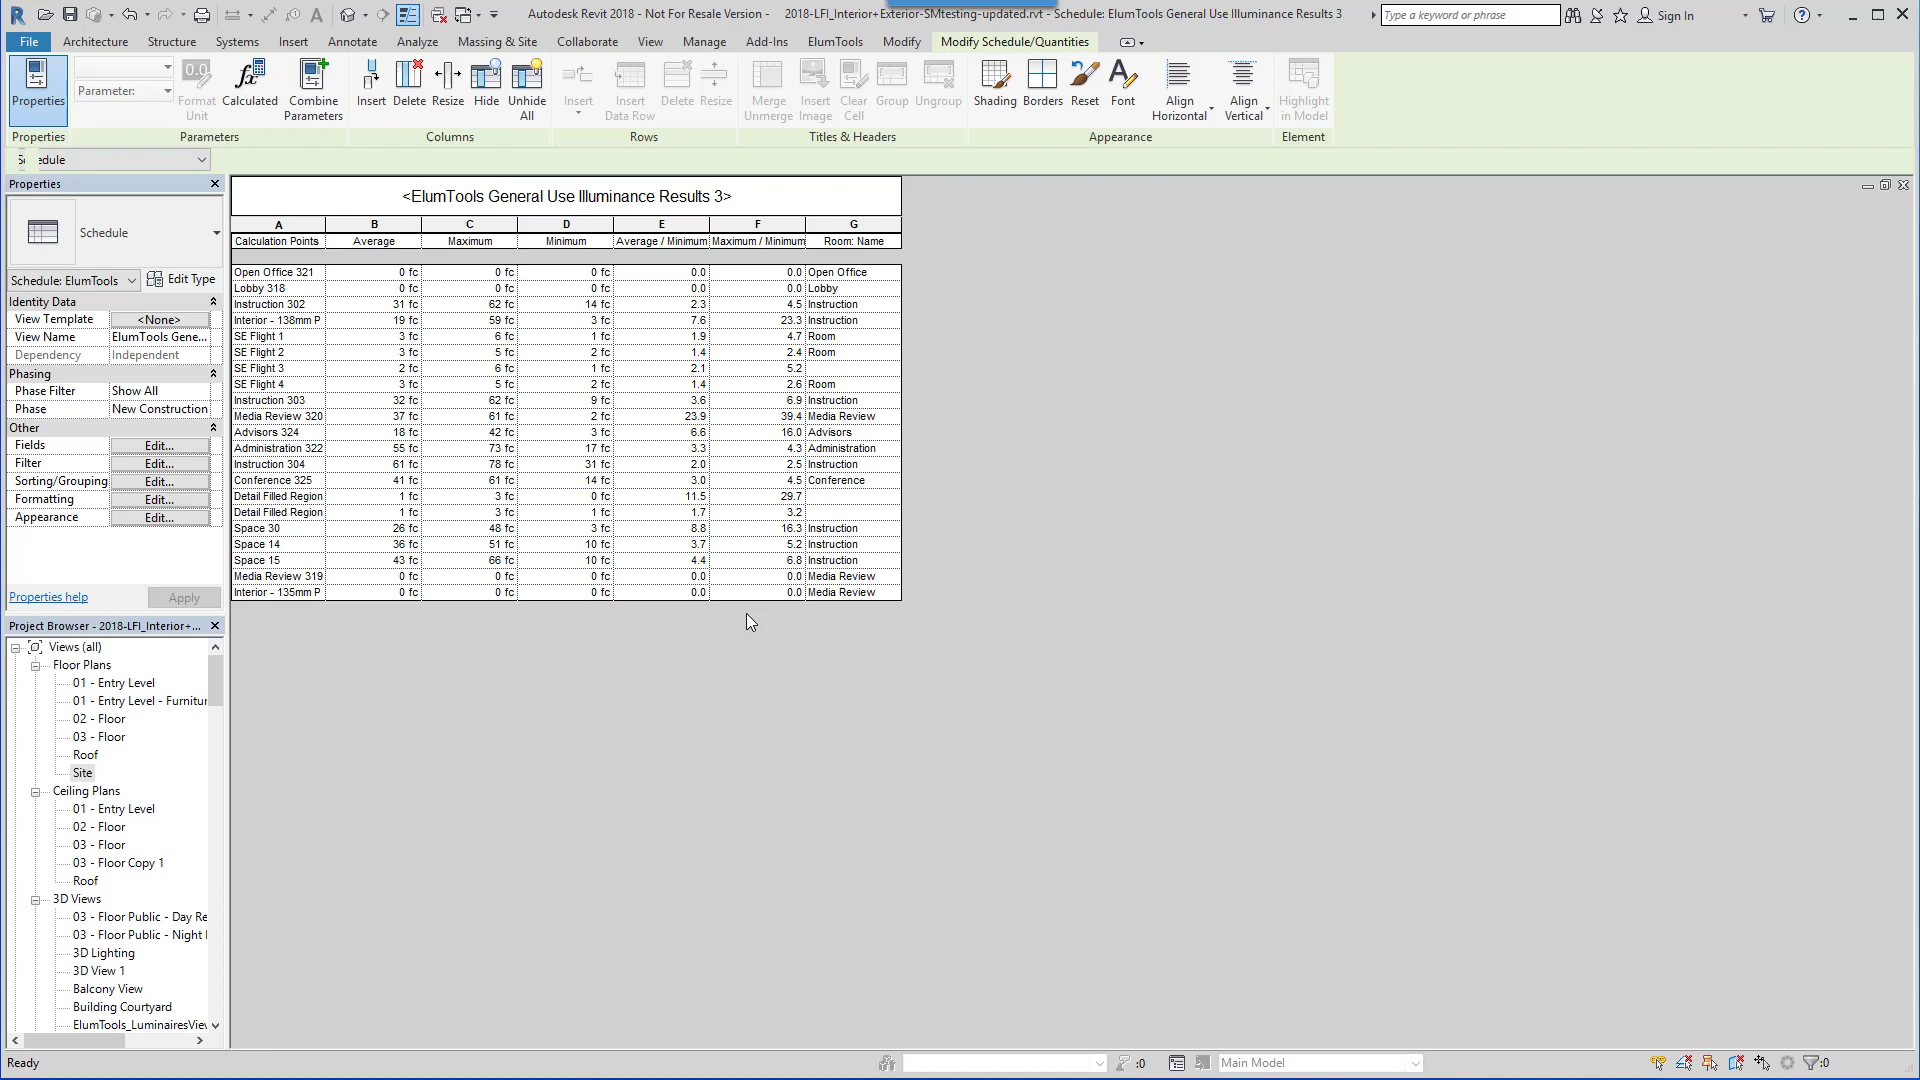 Autodesk Revit 2018 - Not For Resale Version - 2018-LFI_Interior+Exterior-SMtesting-updated.rvt - Schedule: ElumTools General Use Illuminance Results 3
Type a keyword or phrase
Sign In
File Architecture Structure Systems Insert Annotate Analyze Massing & Site Collaborate View Manage Add-Ins ElumTools Modify Modify Schedule/Quantities
Properties
Parameter:
0.0
Format Unit
Calculated
Combine Parameters
Insert Delete Resize Hide Unhide All
Insert
Insert Data Row
Delete Resize
Merge Unmerge
Insert Image
Clear Cell
Group Ungroup
Shading Borders Reset Font
Align Horizontal
Align Vertical
Highlight in Model
Properties Parameters Columns Rows Titles & Headers Appearance Element
Properties
Schedule
Schedule: ElumTools
Edit Type
Identity Data
View Template <None>
View Name ElumTools Gene...
Dependency Independent
Phasing
Phase Filter Show All
Phase New Construction
Other
Fields Edit...
Filter Edit...
Sorting/Grouping Edit...
Formatting Edit...
Appearance Edit...
Properties help
Apply
Project Browser - 2018-LFI_Interior+...
Views (all)
Floor Plans
01 - Entry Level
01 - Entry Level - Furnitur
02 - Floor
03 - Floor
Roof
Site
Ceiling Plans
01 - Entry Level
02 - Floor
03 - Floor
03 - Floor Copy 1
Roof
3D Views
03 - Floor Public - Day Re
03 - Floor Public - Night
3D Lighting
3D View 1
Balcony View
Building Courtyard
ElumTools_LuminairesView
<ElumTools General Use Illuminance Results 3>
A B C D E F G
Calculation Points Average Maximum Minimum Average / Minimum Maximum / Minimum Room: Name
Open Office 321 0 fc 0 fc 0 fc 0.0 0.0 Open Office
Lobby 318 0 fc 0 fc 0 fc 0.0 0.0 Lobby
Instruction 302 31 fc 62 fc 14 fc 2.3 4.5 Instruction
Interior - 138mm P 19 fc 59 fc 3 fc 7.6 23.3 Instruction
SE Flight 1 3 fc 6 fc 1 fc 1.9 4.7 Room
SE Flight 2 3 fc 5 fc 2 fc 1.4 2.4 Room
SE Flight 3 2 fc 6 fc 1 fc 2.1 5.2
SE Flight 4 3 fc 5 fc 2 fc 1.4 2.6 Room
Instruction 303 32 fc 62 fc 9 fc 3.6 6.9 Instruction
Media Review 320 37 fc 61 fc 2 fc 23.9 39.4 Media Review
Advisors 324 18 fc 42 fc 3 fc 6.6 16.0 Advisors
Administration 322 55 fc 73 fc 17 fc 3.3 4.3 Administration
Instruction 304 61 fc 78 fc 31 fc 2.0 2.5 Instruction
Conference 325 41 fc 61 fc 14 fc 3.0 4.5 Conference
Detail Filled Region 1 fc 3 fc 0 fc 11.5 29.7
Detail Filled Region 1 fc 3 fc 1 fc 1.7 3.2
Space 30 26 fc 48 fc 3 fc 8.8 16.3 Instruction
Space 14 36 fc 51 fc 10 fc 3.7 5.2 Instruction
Space 15 43 fc 66 fc 10 fc 4.4 6.8 Instruction
Media Review 319 0 fc 0 fc 0 fc 0.0 0.0 Media Review
Interior - 135mm P 0 fc 0 fc 0 fc 0.0 0.0 Media Review
Ready
:0
Main Model
:0